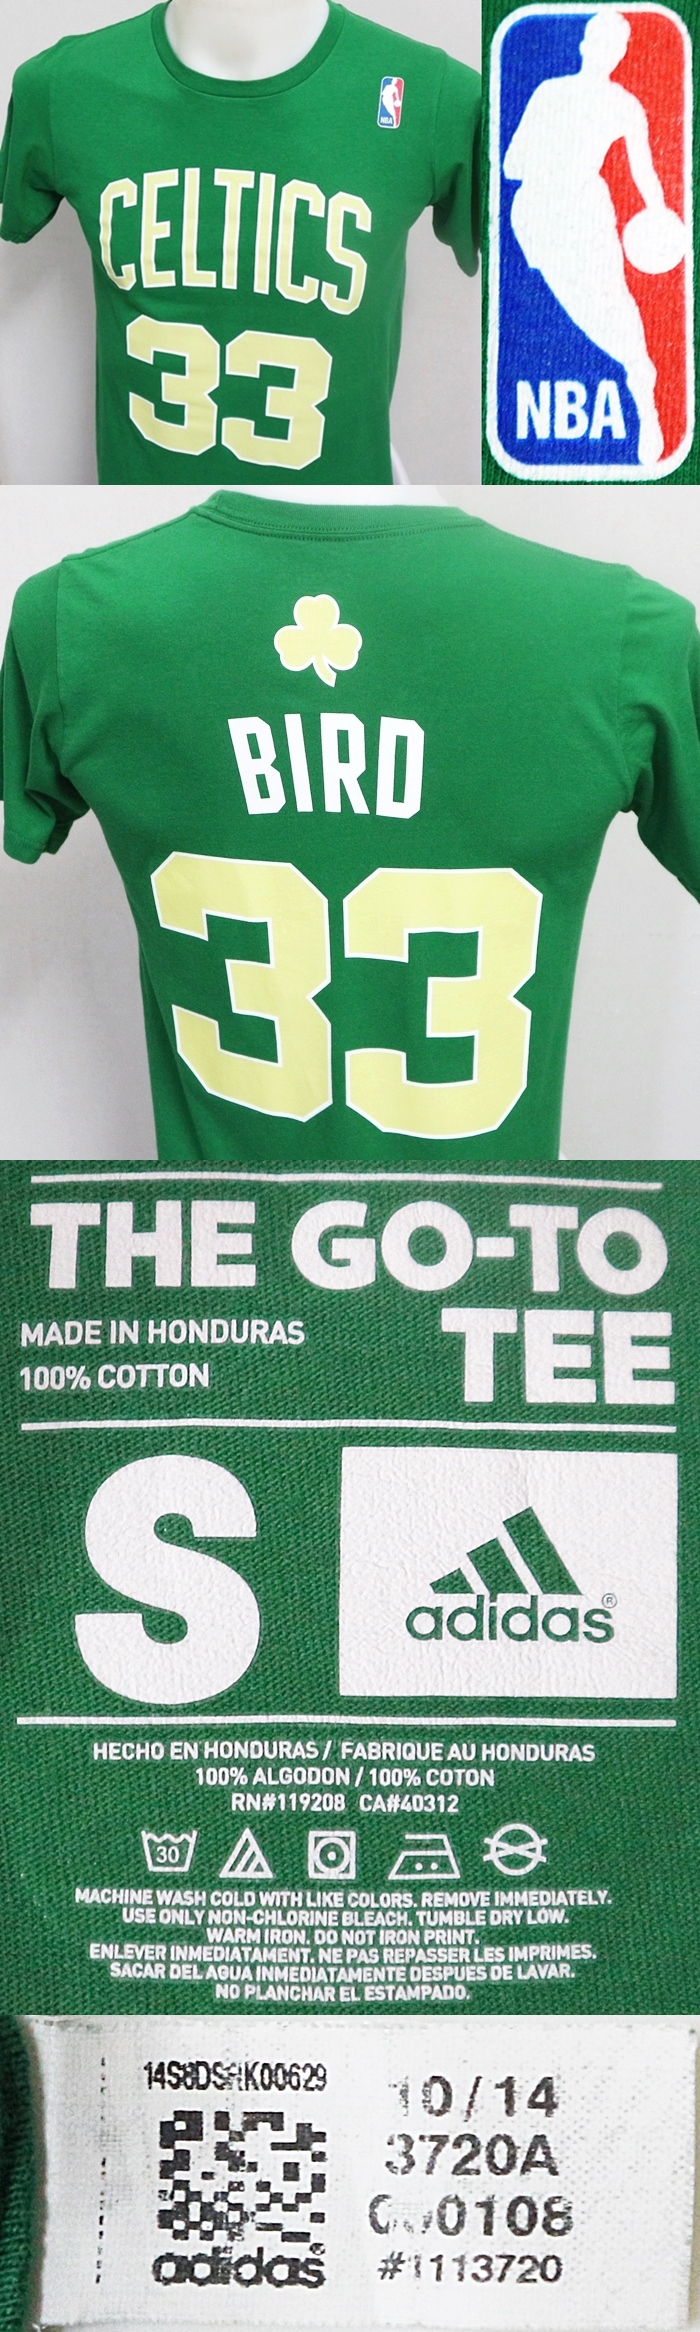 NBA
CELTICS
33
NBA
BIRD
33
THE GO-TO
TEE
MADE IN HONDURAS
100% COTTON
S
adidas®
HECHO EN HONDURAS / FABRIQUE AU HONDURAS
100% ALGODON / 100% COTON
RN#119208 CA#40312
30
MACHINE WASH COLD WITH LIKE COLORS. REMOVE IMMEDIATELY.
USE ONLY NON-CHLORINE BLEACH. TUMBLE DRY LOW.
WARM IRON. DO NOT IRON PRINT.
ENLEVER INMEDIATAMENT. NE PAS REPASSER LES IMPRIMES.
SACAR DEL AGUA INMEDIATAMENTE DESPUES DE LAVAR.
NO PLANCHAR EL ESTAMPADO.
adidas®
10/14
3720A
#1113720